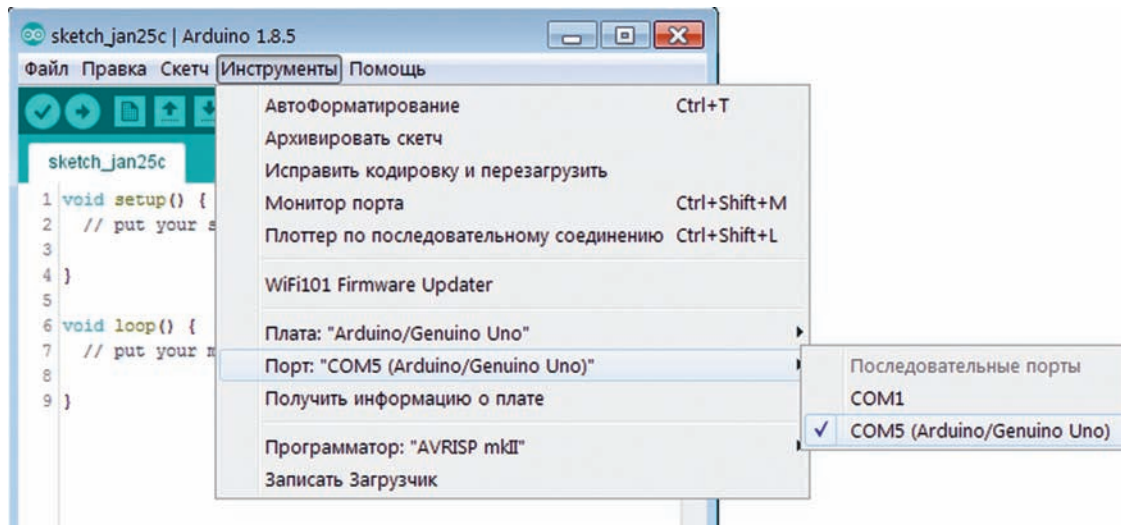 sketch_jan25c | Arduino 1.8.5
Файл Правка Скетч Инструменты Помощь
АвтоФорматирование Ctrl+T
Архивировать скетч
Исправить кодировку и перезагрузить
Монитор порта Ctrl+Shift+M
Плоттер по последовательному соединению Ctrl+Shift+L
WiFi101 Firmware Updater
Плата: "Arduino/Genuino Uno"
Порт: "COM5 (Arduino/Genuino Uno)"
Получить информацию о плате
Программатор: "AVRISP mkII"
Записать Загрузчик
Последовательные порты
COM1
COM5 (Arduino/Genuino Uno)
sketch_jan25c
1 void setup() {
2 // put your
3
4 }
5
6 void loop() {
7 // put your
8
9 }